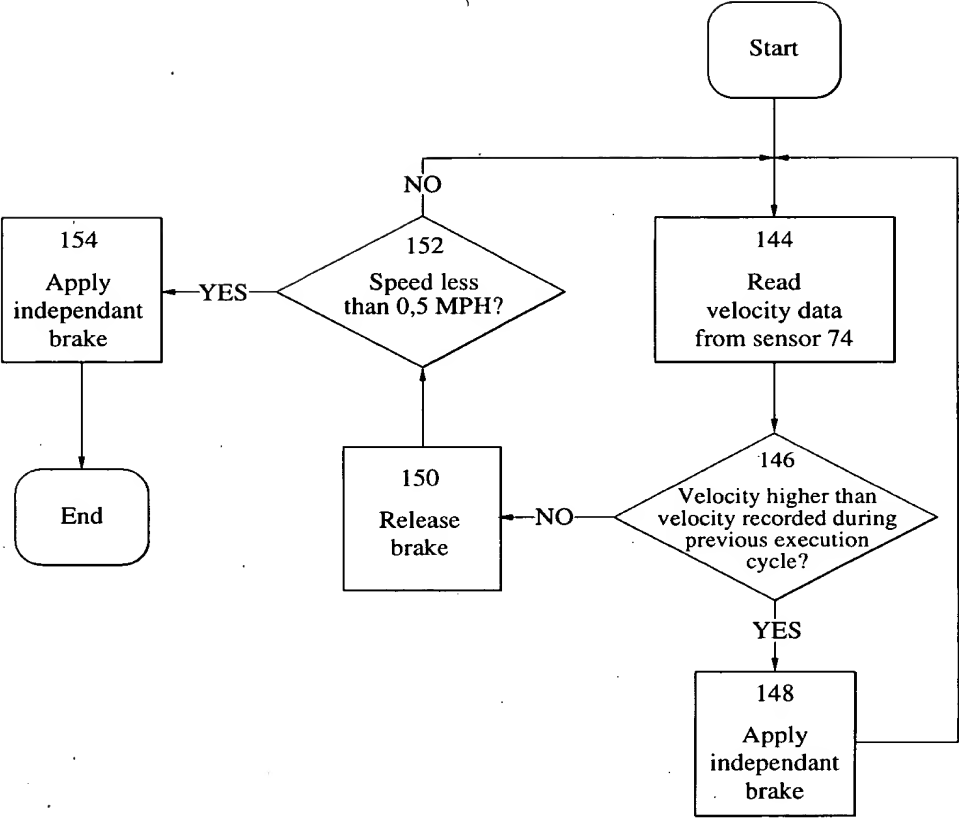 Start
NO
154
Apply
independant
brake
YES
152
Speed less
than 0,5 MPH?
144
Read
velocity data
from sensor 74
End
150
Release
brake
NO
146
Velocity higher than
velocity recorded during
previous execution
cycle?
YES
148
Apply
independant
brake